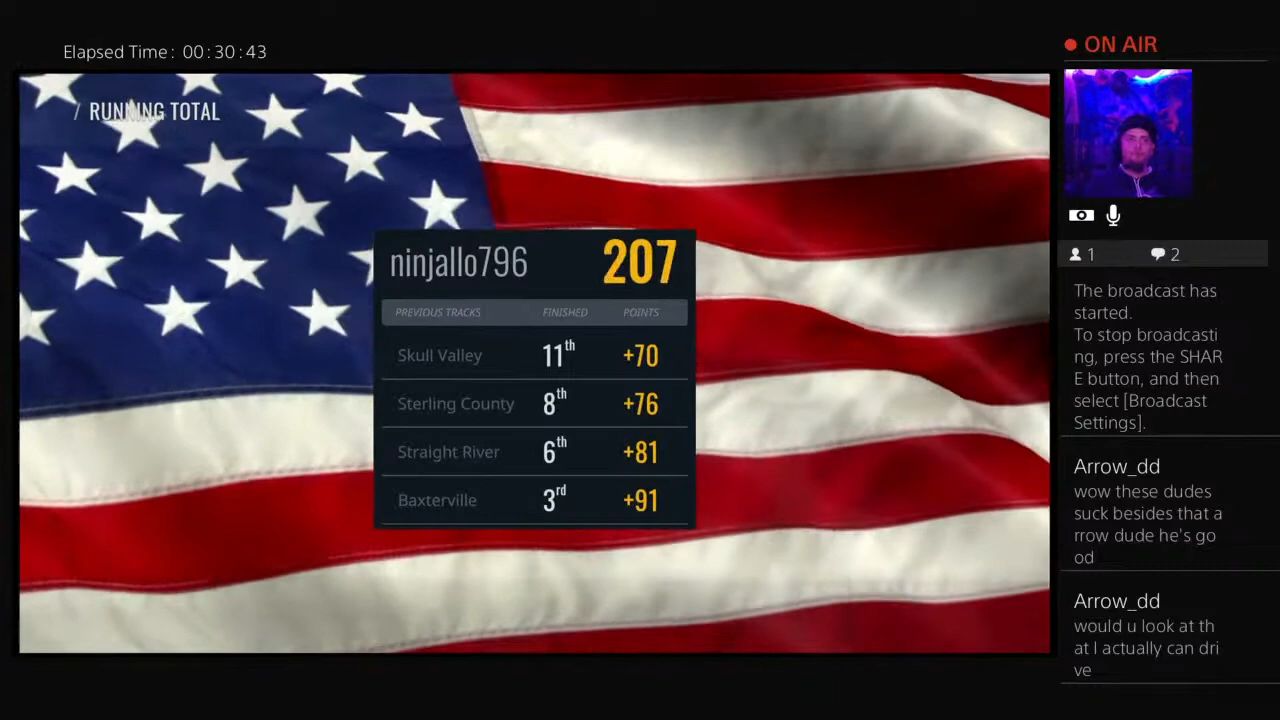 Elapsed Time: 00:30:43
ON AIR
/ RUNNING TOTAL
ninjallo796 207
PREVIOUS TRACKS FINISHED POINTS
Skull Valley 11th +70
Sterling County 8th +76
Straight River 6th +81
Baxterville 3rd +91
1 2
The broadcast has
started.
To stop broadcasti
ng, press the SHAR
E button, and then
select [Broadcast
Settings].
Arrow_dd
wow these dudes
suck besides that a
rrow dude he's go
od
Arrow_dd
would u look at th
at I actually can dri
ve